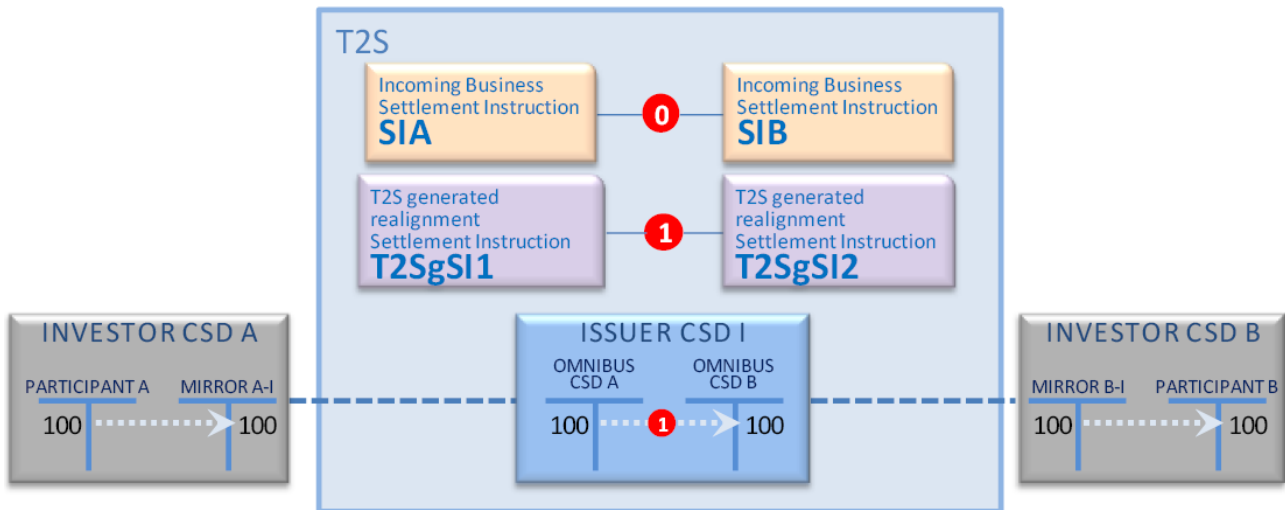 T2S
Incoming Business
Settlement Instruction
SIA
0
Incoming Business
Settlement Instruction
SIB
T2S generated
realignment
Settlement Instruction
T2SgSI1
1
T2S generated
realignment
Settlement Instruction
T2SgSI2
INVESTOR CSD A
PARTICIPANT A
MIRROR A-I
100
100
ISSUER CSD I
OMNIBUS
CSD A
OMNIBUS
CSD B
100
1
100
INVESTOR CSD B
MIRROR B-I
PARTICIPANT B
100
100